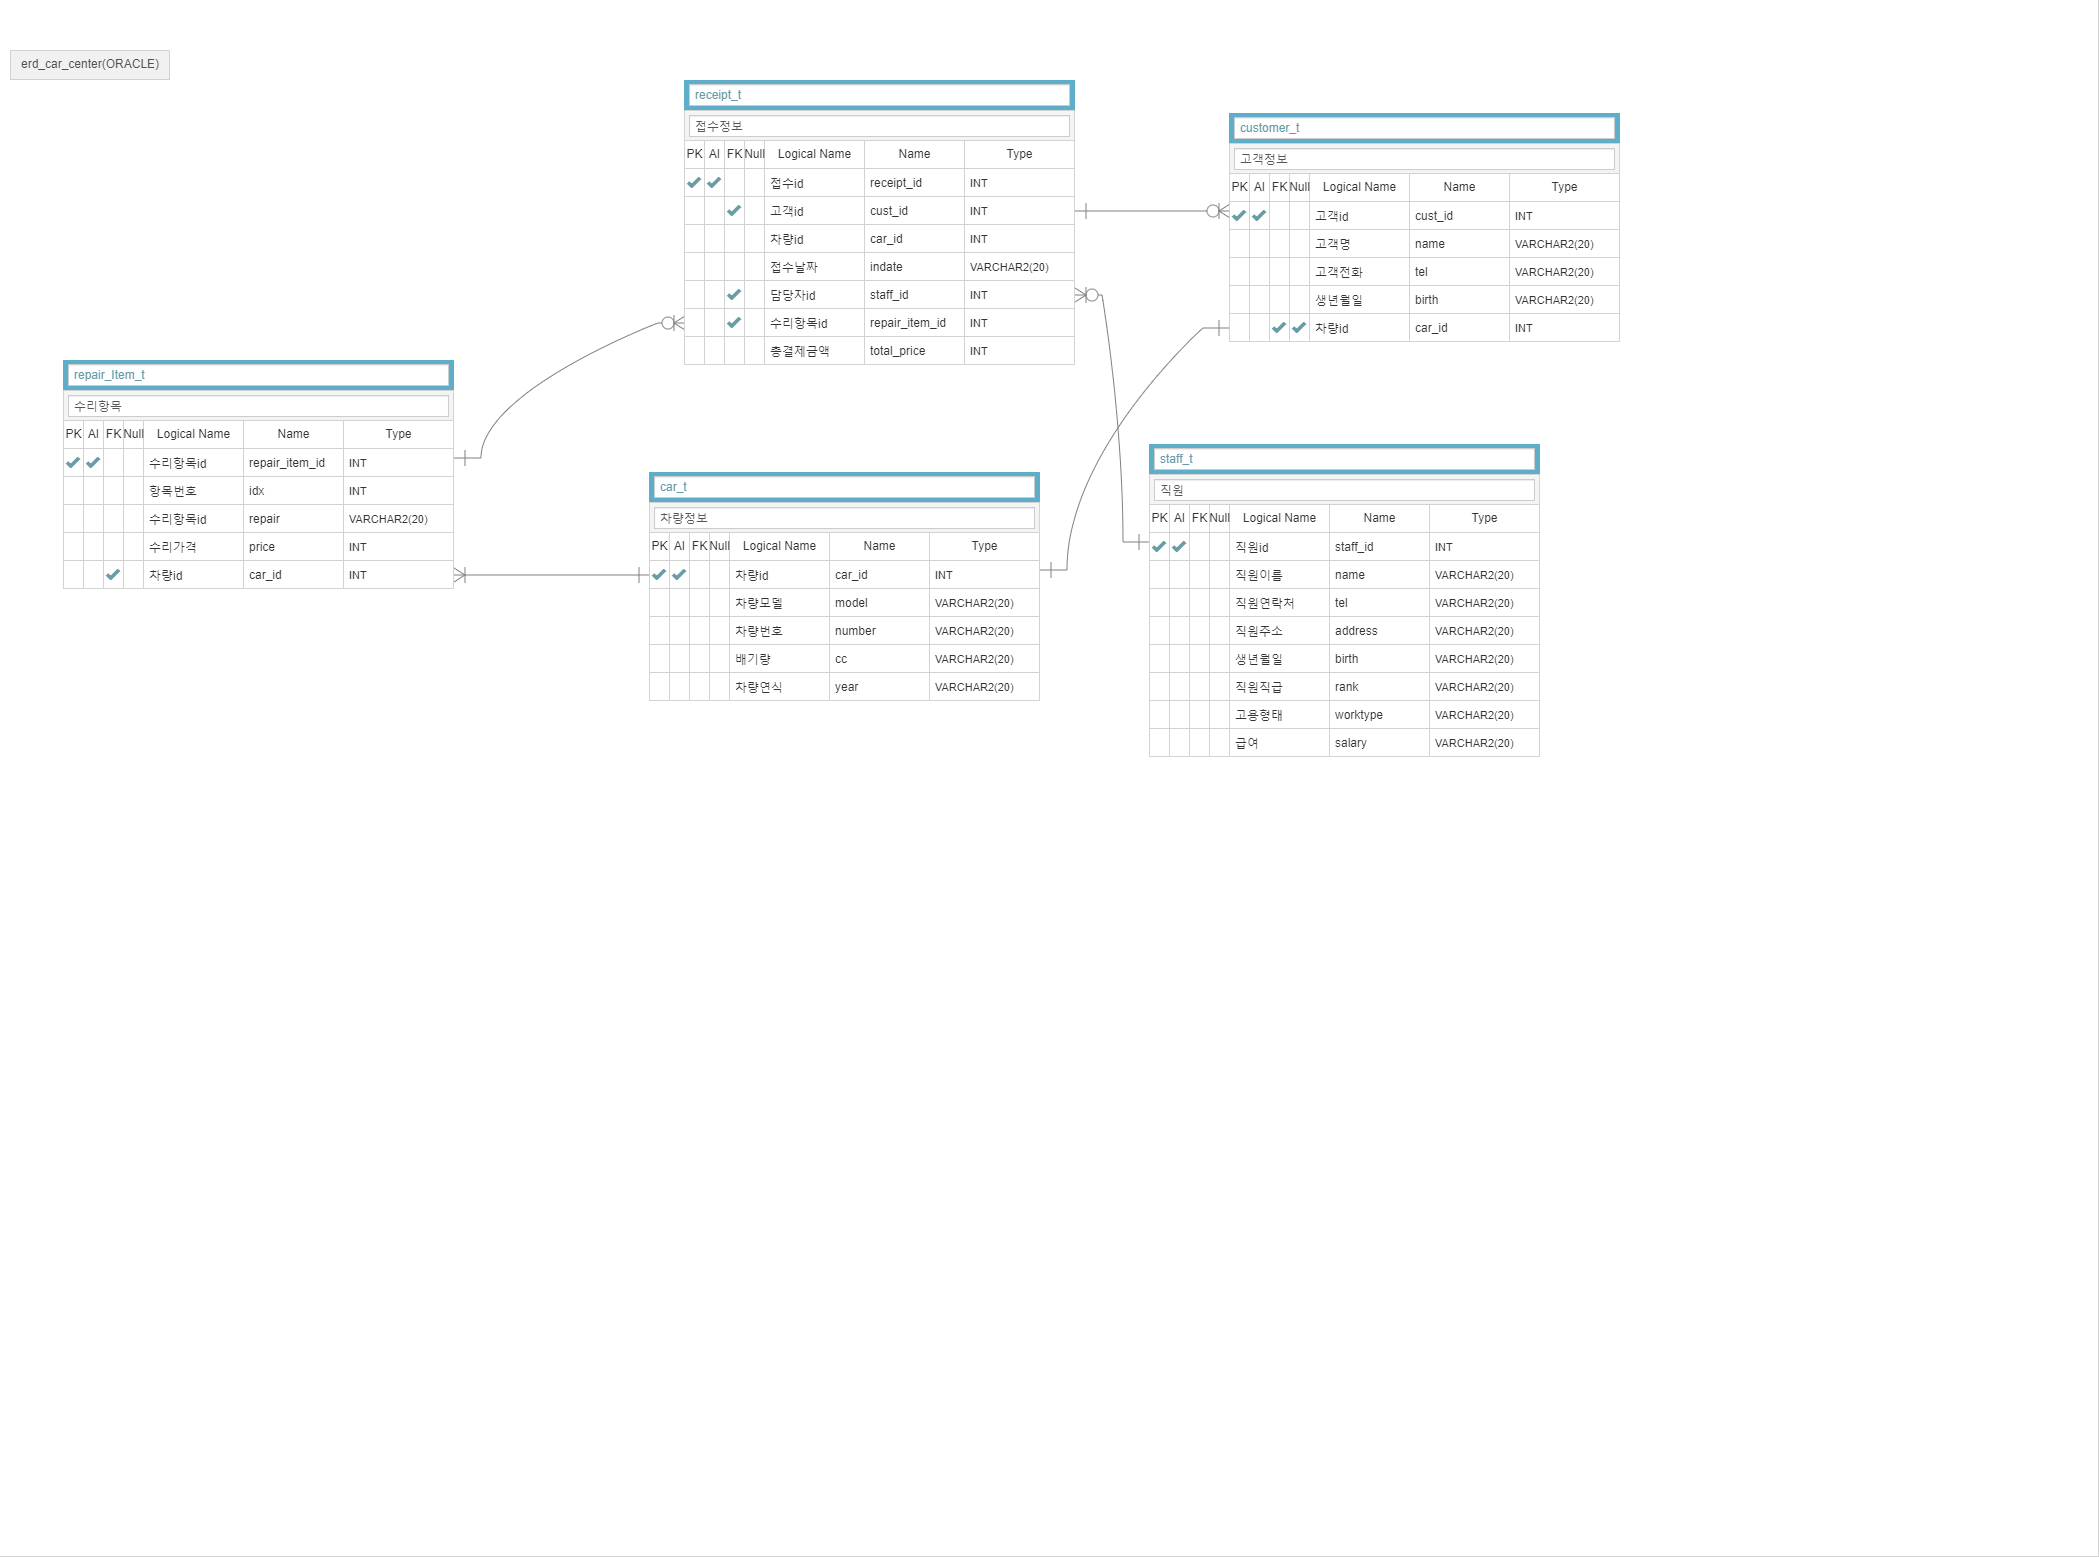 erd_car_center(ORACLE)
receipt_t
접수정보
PK AI FK Null Logical Name Name Type
접수id receipt_id INT
고객id cust_id INT
차량id car_id INT
접수날짜 indate VARCHAR2(20)
담당자id staff_id INT
수리항목id repair_item_id INT
총결제금액 total_price INT
customer_t
고객정보
PK AI FK Null Logical Name Name Type
고객id cust_id INT
고객명 name VARCHAR2(20)
고객전화 tel VARCHAR2(20)
생년월일 birth VARCHAR2(20)
차량id car_id INT
repair_Item_t
수리항목
PK AI FK Null Logical Name Name Type
수리항목id repair_item_id INT
항목번호 idx INT
수리항목id repair VARCHAR2(20)
수리가격 price INT
차량id car_id INT
car_t
차량정보
PK AI FK Null Logical Name Name Type
차량id car_id INT
차량모델 model VARCHAR2(20)
차량번호 number VARCHAR2(20)
배기량 cc VARCHAR2(20)
차량연식 year VARCHAR2(20)
staff_t
직원
PK AI FK Null Logical Name Name Type
직원id staff_id INT
직원이름 name VARCHAR2(20)
직원연락처 tel VARCHAR2(20)
직원주소 address VARCHAR2(20)
생년월일 birth VARCHAR2(20)
직원직급 rank VARCHAR2(20)
고용형태 worktype VARCHAR2(20)
급여 salary VARCHAR2(20)